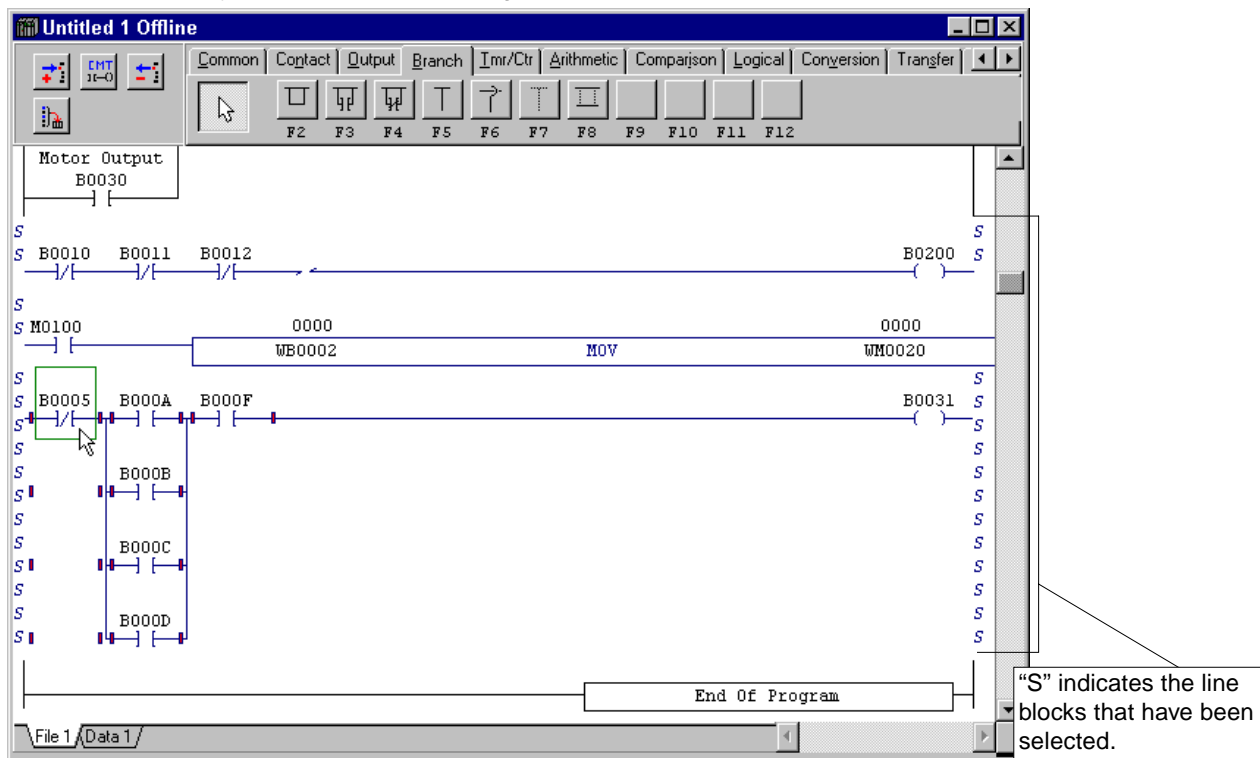 Untitled 1 Offline
CMT
Common Contact Output Branch Tmr/Ctr Arithmetic Comparison Logical Conversion Transfer
F2 F3 F4 F5 F6 F7 F8 F9 F10 F11 F12
Motor Output
B0030
S S
S B0010 B0011 B0012 B0200 S
S
S M0100 0000 0000
WB0002 MOV WM0020
S S
S B0005 B000A B000F B0031 S
S S
S S
S B000B S
S S
S S
S B000C S
S S
S S
S B000D S
S S
End Of Program
File 1 Data 1
“S” indicates the line
blocks that have been
selected.